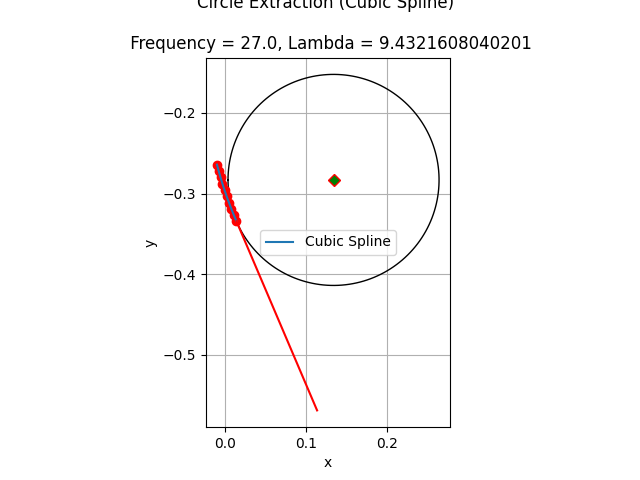 Circle Extraction (Cubic Spline)
Frequency = 27.0, Lambda = 9.4321608040201
−0.2
−0.3
−0.4
−0.5
y
Cubic Spline
0.0 0.1 0.2
x